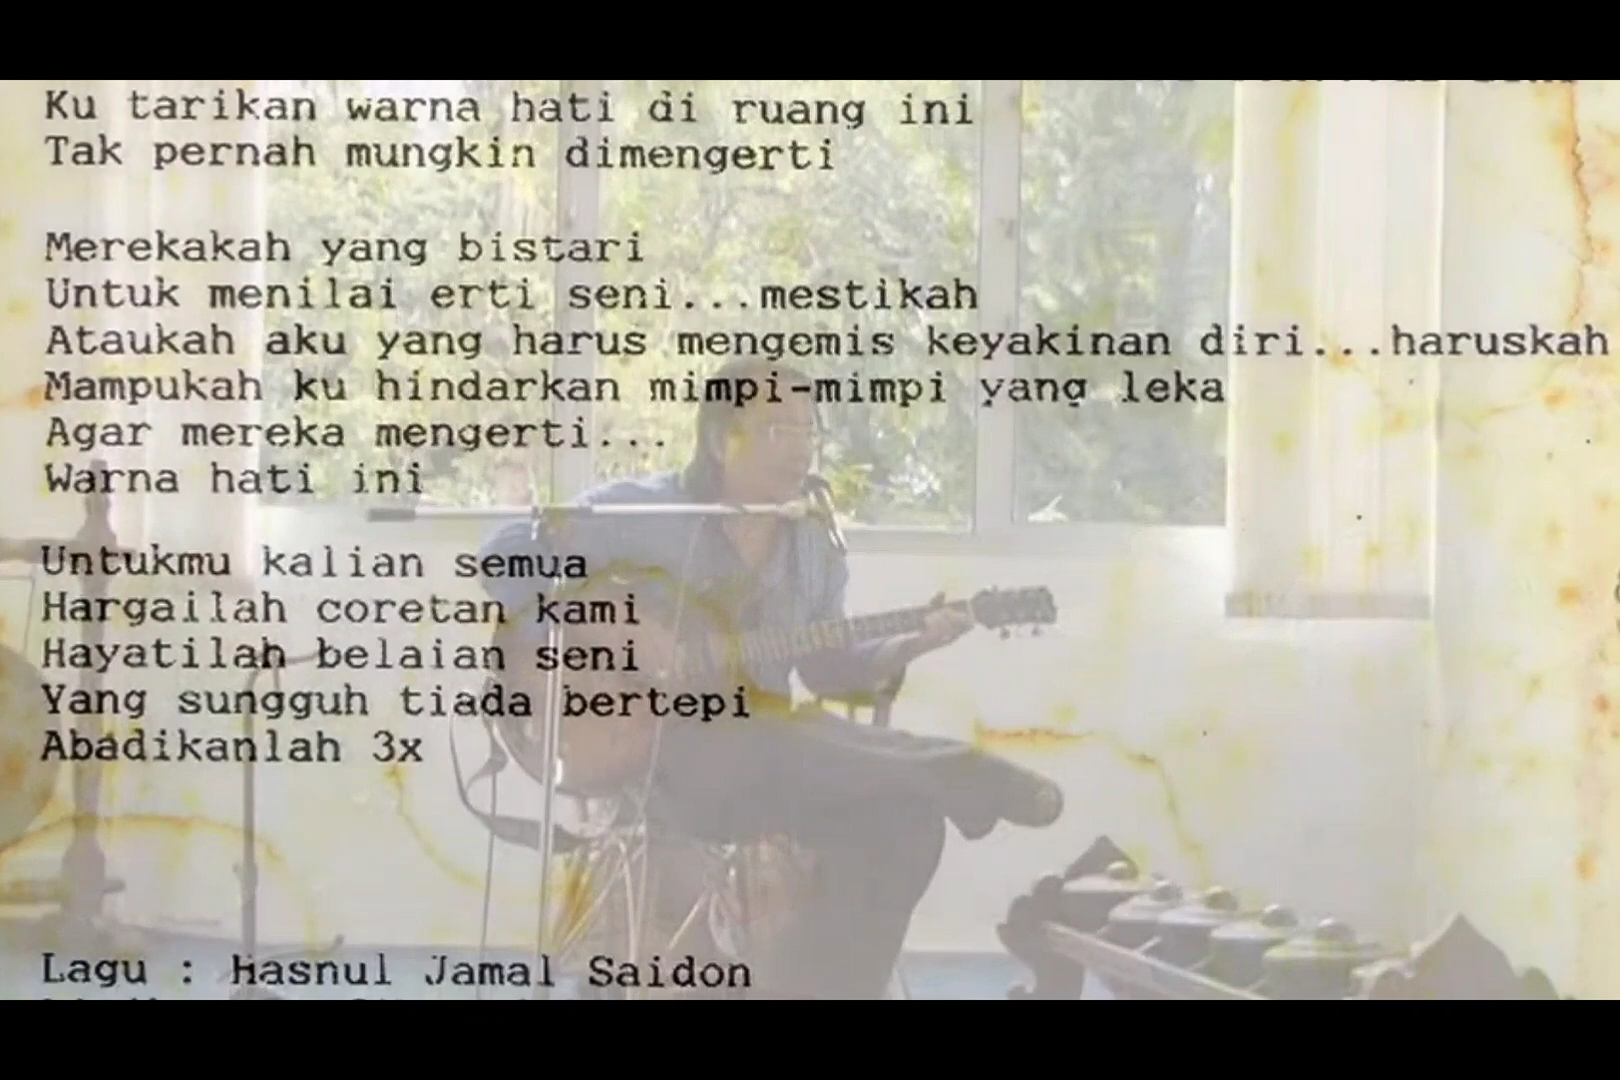 Ku tarikan warna hati di ruang ini
Tak pernah mungkin dimengerti
Merekakah yang bistari
Untuk menilai erti seni...mestikah
Ataukah aku yang harus mengemis keyakinan diri...haruskah
Mampukah ku hindarkan mimpi-mimpi yang leka
Agar mereka mengerti...
Warna hati ini
Untukmu kalian semua
Hargailah coretan kami
Hayatilah belaian seni
Yang sungguh tiada bertepi
Abadikanlah 3x
Lagu : Hasnul Jamal Saidon